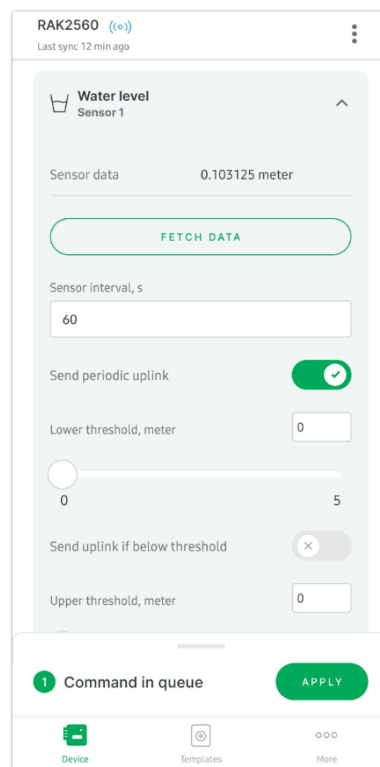 RAK2560
Last sync 12 min ago
Water level
Sensor 1
Sensor data 0.103125 meter
FETCH DATA
Sensor interval, s
60
Send periodic uplink
Lower threshold, meter 0
0 5
Send uplink if below threshold
Upper threshold, meter 0
1 Command in queue APPLY
Device Templates More